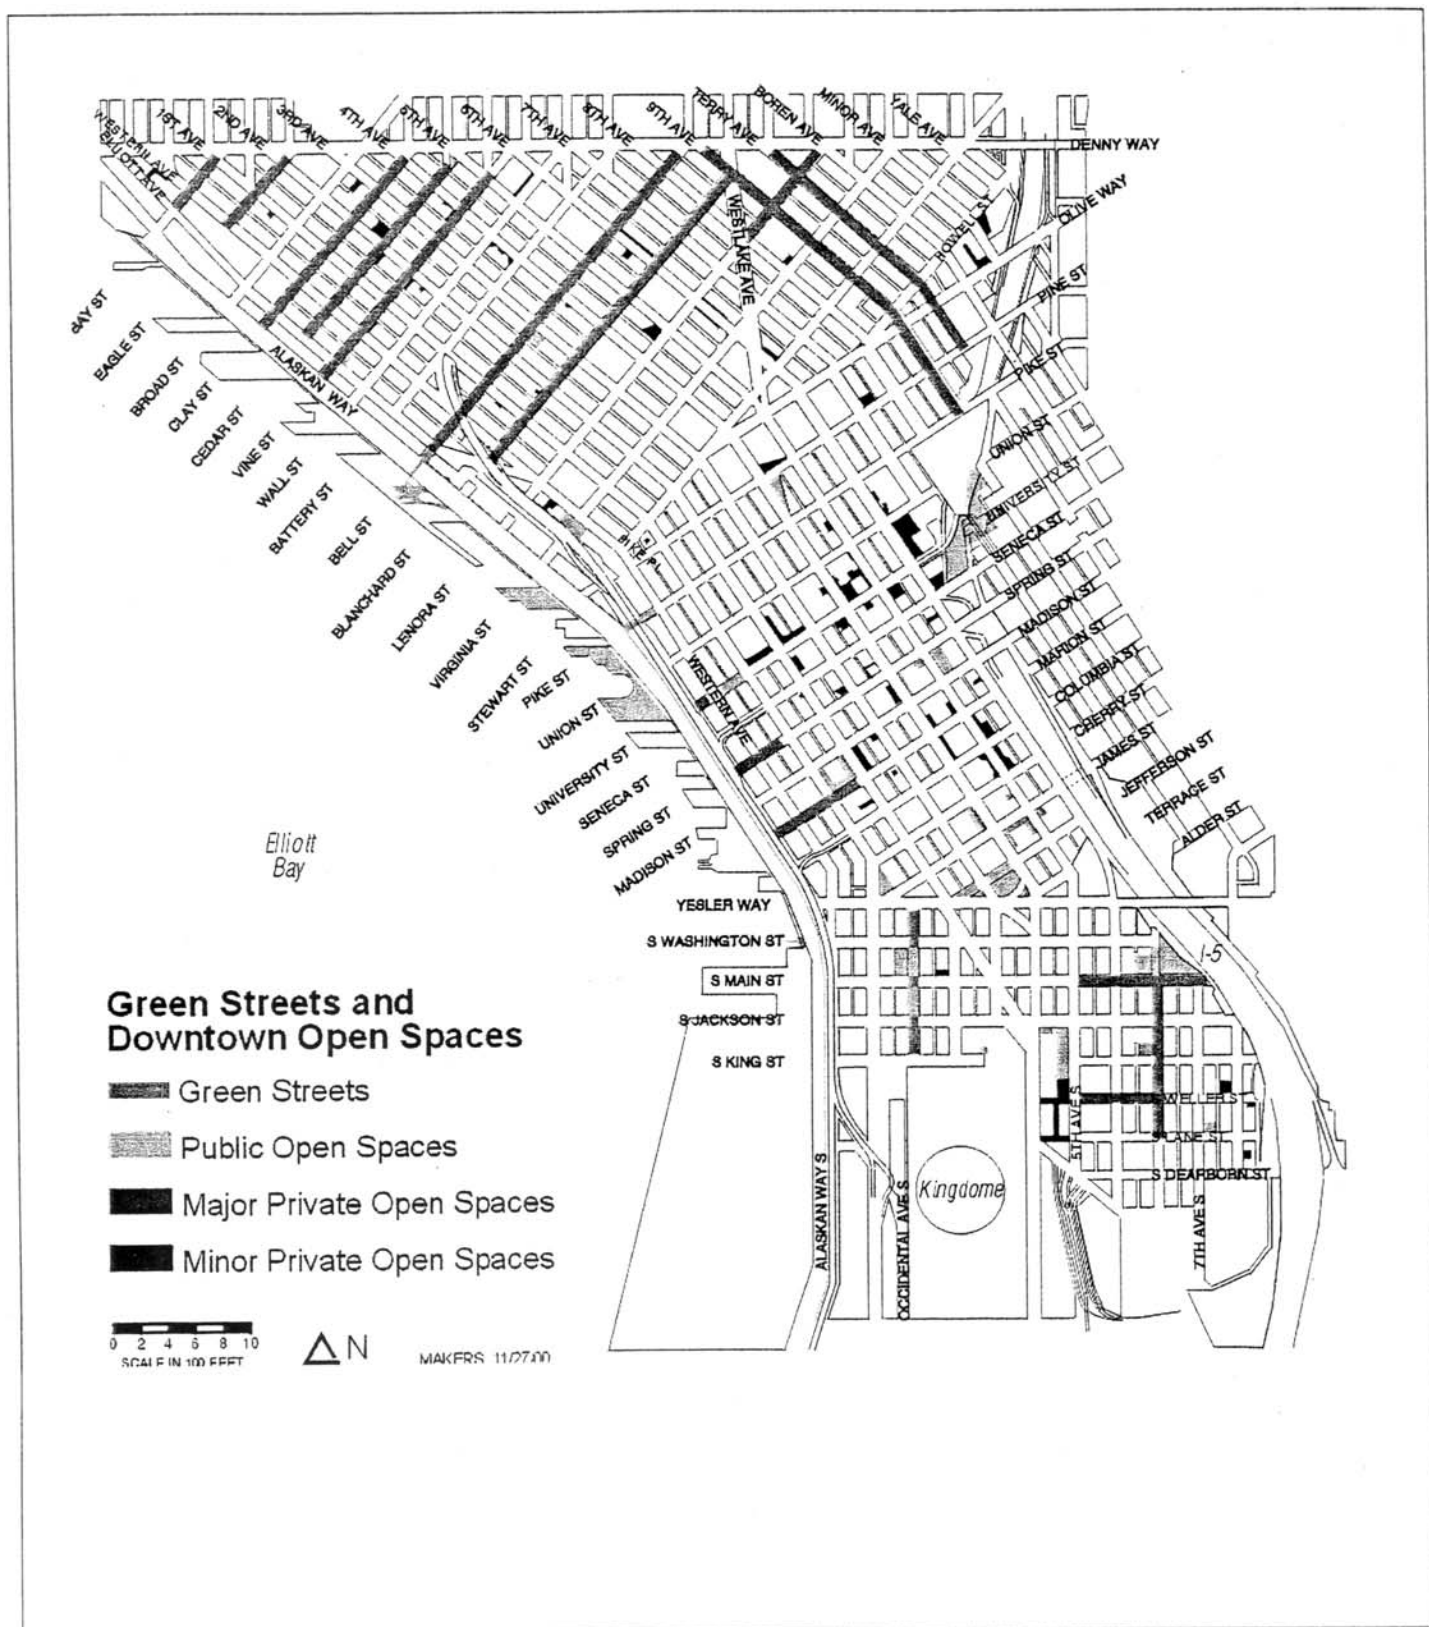 WESTERN AVE
ELLIOTT AVE
1ST AVE
2ND AVE
3RD AVE
4TH AVE
5TH AVE
6TH AVE
7TH AVE
8TH AVE
9TH AVE
TERRY AVE
BOREN AVE
MINOR AVE
YALE AVE
DENNY WAY
OLIVE WAY
HOWELL ST
WESTLAKE AVE
PINE ST
PIKE ST
UNION ST
UNIVERSITY ST
SENECA ST
SPRING ST
MADISON ST
MARION ST
COLUMBIA ST
CHERRY ST
JAMES ST
JEFFERSON ST
TERRACE ST
ALDER ST
BAY ST
EAGLE ST
BROAD ST
CLAY ST
CEDAR ST
VINE ST
WALL ST
BATTERY ST
BELL ST
BLANCHARD ST
LENORA ST
VIRGINIA ST
STEWART ST
PIKE ST
UNION ST
UNIVERSITY ST
SENECA ST
SPRING ST
MADISON ST
YESLER WAY
S WASHINGTON ST
S MAIN ST
S JACKSON ST
S KING ST
ALASKAN WAY
PIKE PL
WESTERN AVE
Elliott
Bay
I-5
S WELLER ST
S LANE ST
S DEARBORN ST
5TH AVE S
7TH AVE S
ALASKAN WAY S
OCCIDENTAL AVE S
Kingdome
Green Streets and
Downtown Open Spaces
Green Streets
Public Open Spaces
Major Private Open Spaces
Minor Private Open Spaces
0 2 4 6 8 10
SCALE IN 100 FEET
N
MAKERS 11/27/00